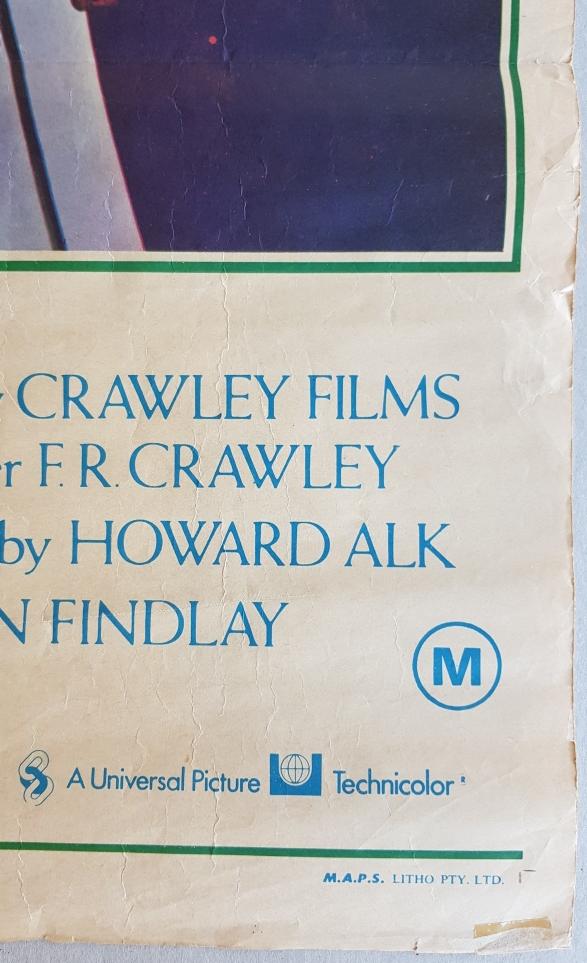 CRAWLEY FILMS
F. R. CRAWLEY
by HOWARD ALK
FINDLAY
M
A Universal Picture Technicolor ®
M.A.P.S. LITHO PTY. LTD.